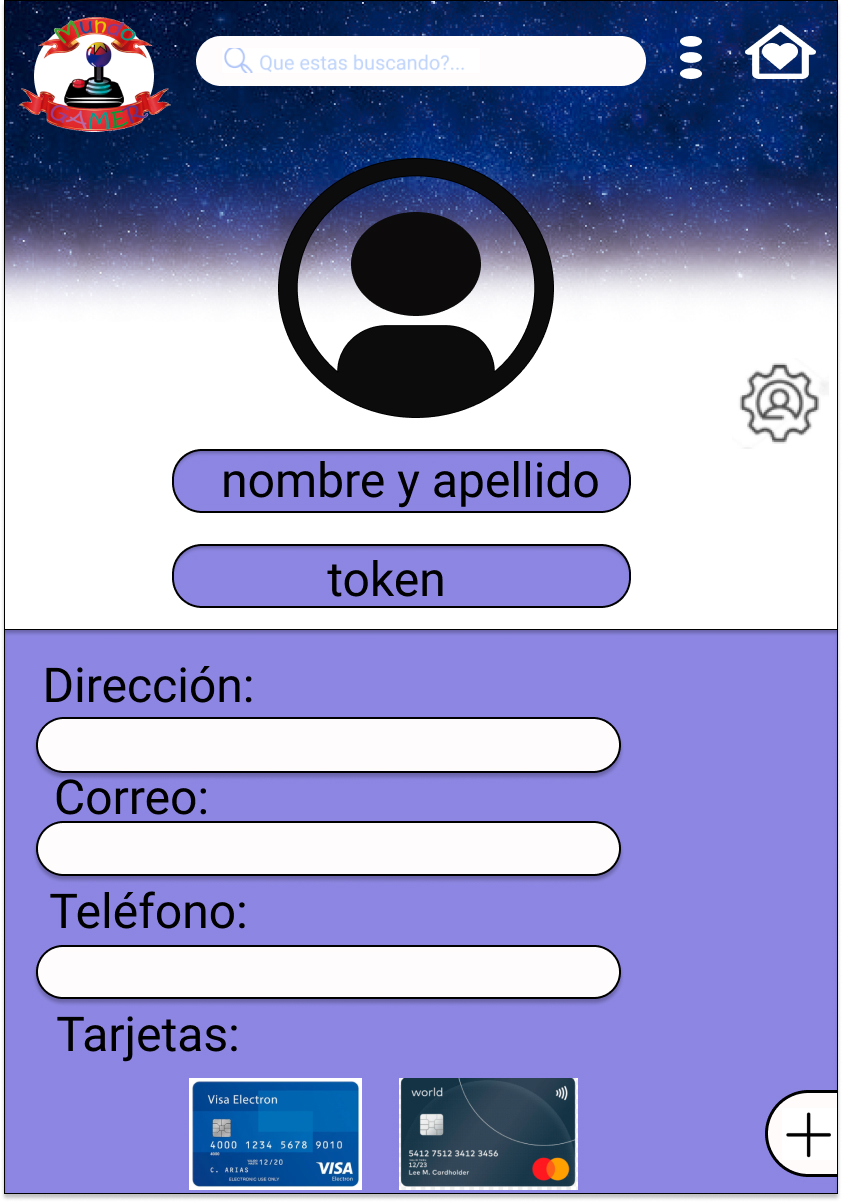 Mundo
GAMER
Que estas buscando?...
nombre y apellido
token
Dirección:
Correo:
Teléfono:
Tarjetas:
Visa Electron
4000 1234 5678 9010
4000
12/20
C. ARIAS
VISA
Electron
ELECTRONIC USE ONLY
world
5412 7512 3412 3456
12/23
Lee M. Cardholder